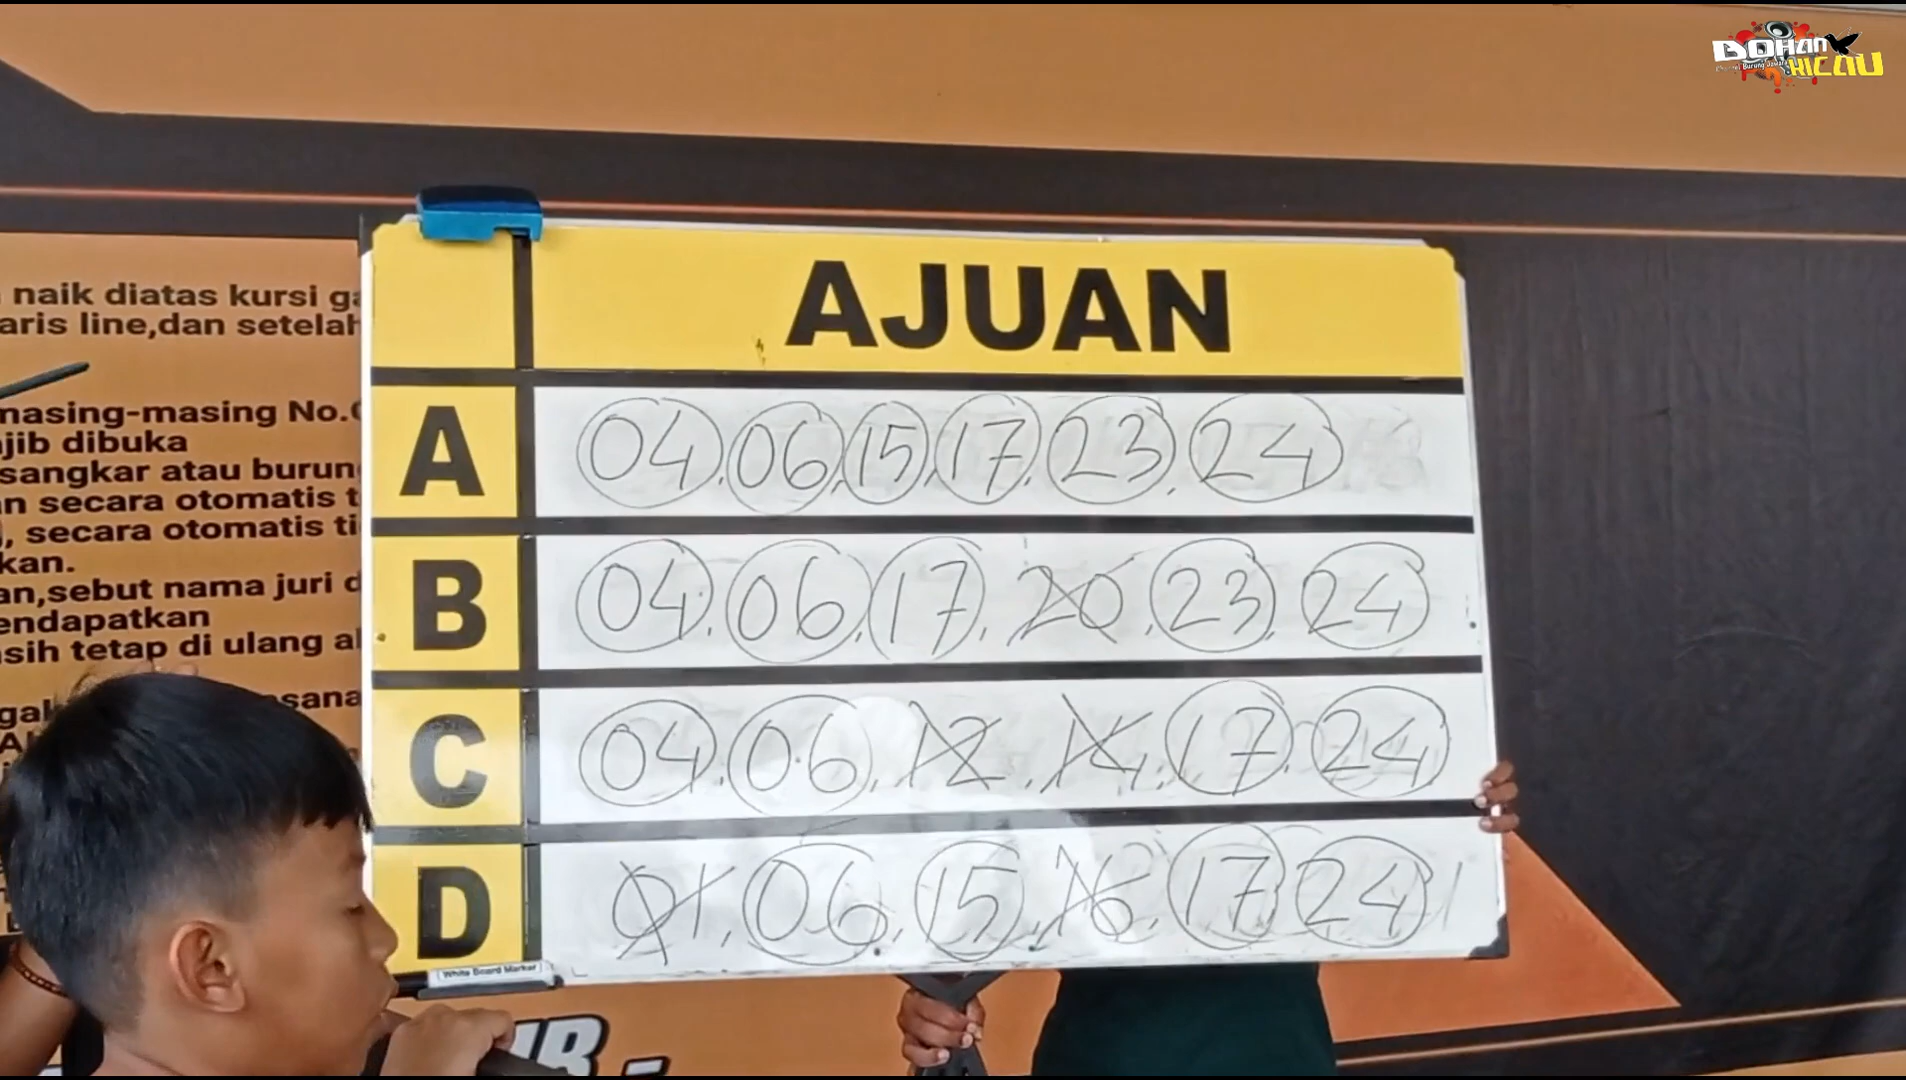 BOHAN
Channel Burung Jawara
KICAU
naik diatas kursi
aris line,dan setelah
masing-masing No.
jib dibuka
sangkar atau burun
n secara otomatis t
, secara otomatis ti
kan.
an,sebut nama juri d
endapatkan
sih tetap di ulang al
AJUAN
A 04.06.15.17.23.24
B 04.06.17.20.23.24
C 04.06.12.14.17.24
D 01.06.15.16.17.24
White Board Marker